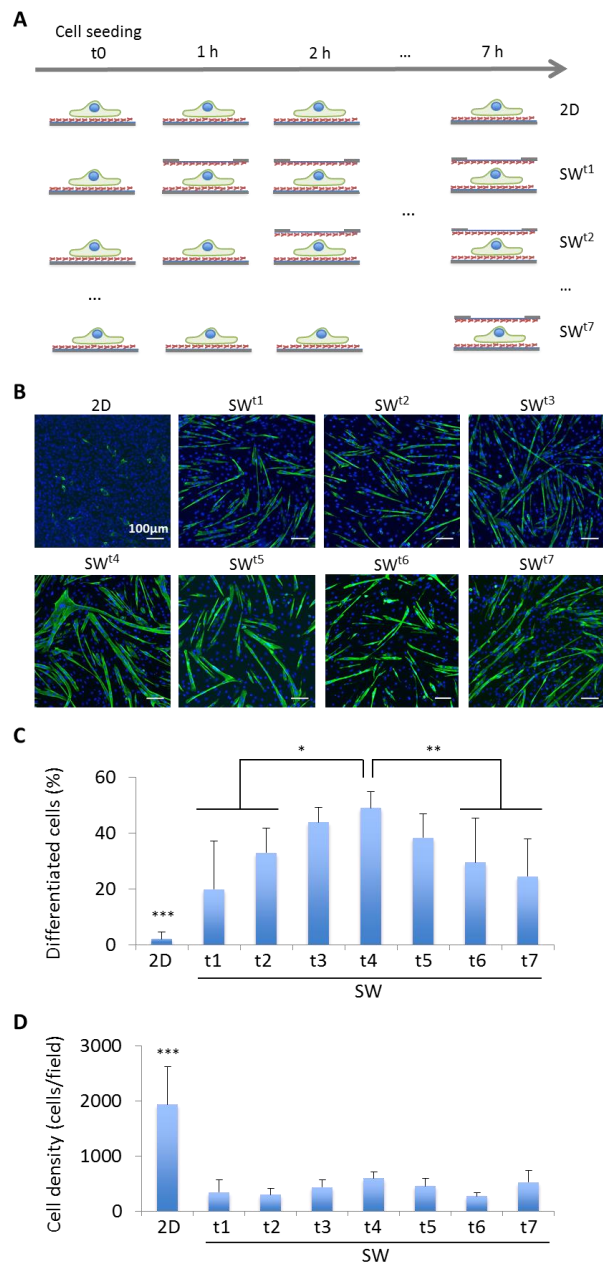 A
Cell seeding
t0 1 h 2 h ... 7 h
2D
SWt1
...
SWt2
... ...
SWt7
B
2D SWt1 SWt2 SWt3
100µm
SWt4 SWt5 SWt6 SWt7
C
* **
Differentiated cells (%)
60
40
20
0
***
2D t1 t2 t3 t4 t5 t6 t7
SW
D
Cell density (cells/field)
3000
2000
1000
0
***
2D t1 t2 t3 t4 t5 t6 t7
SW